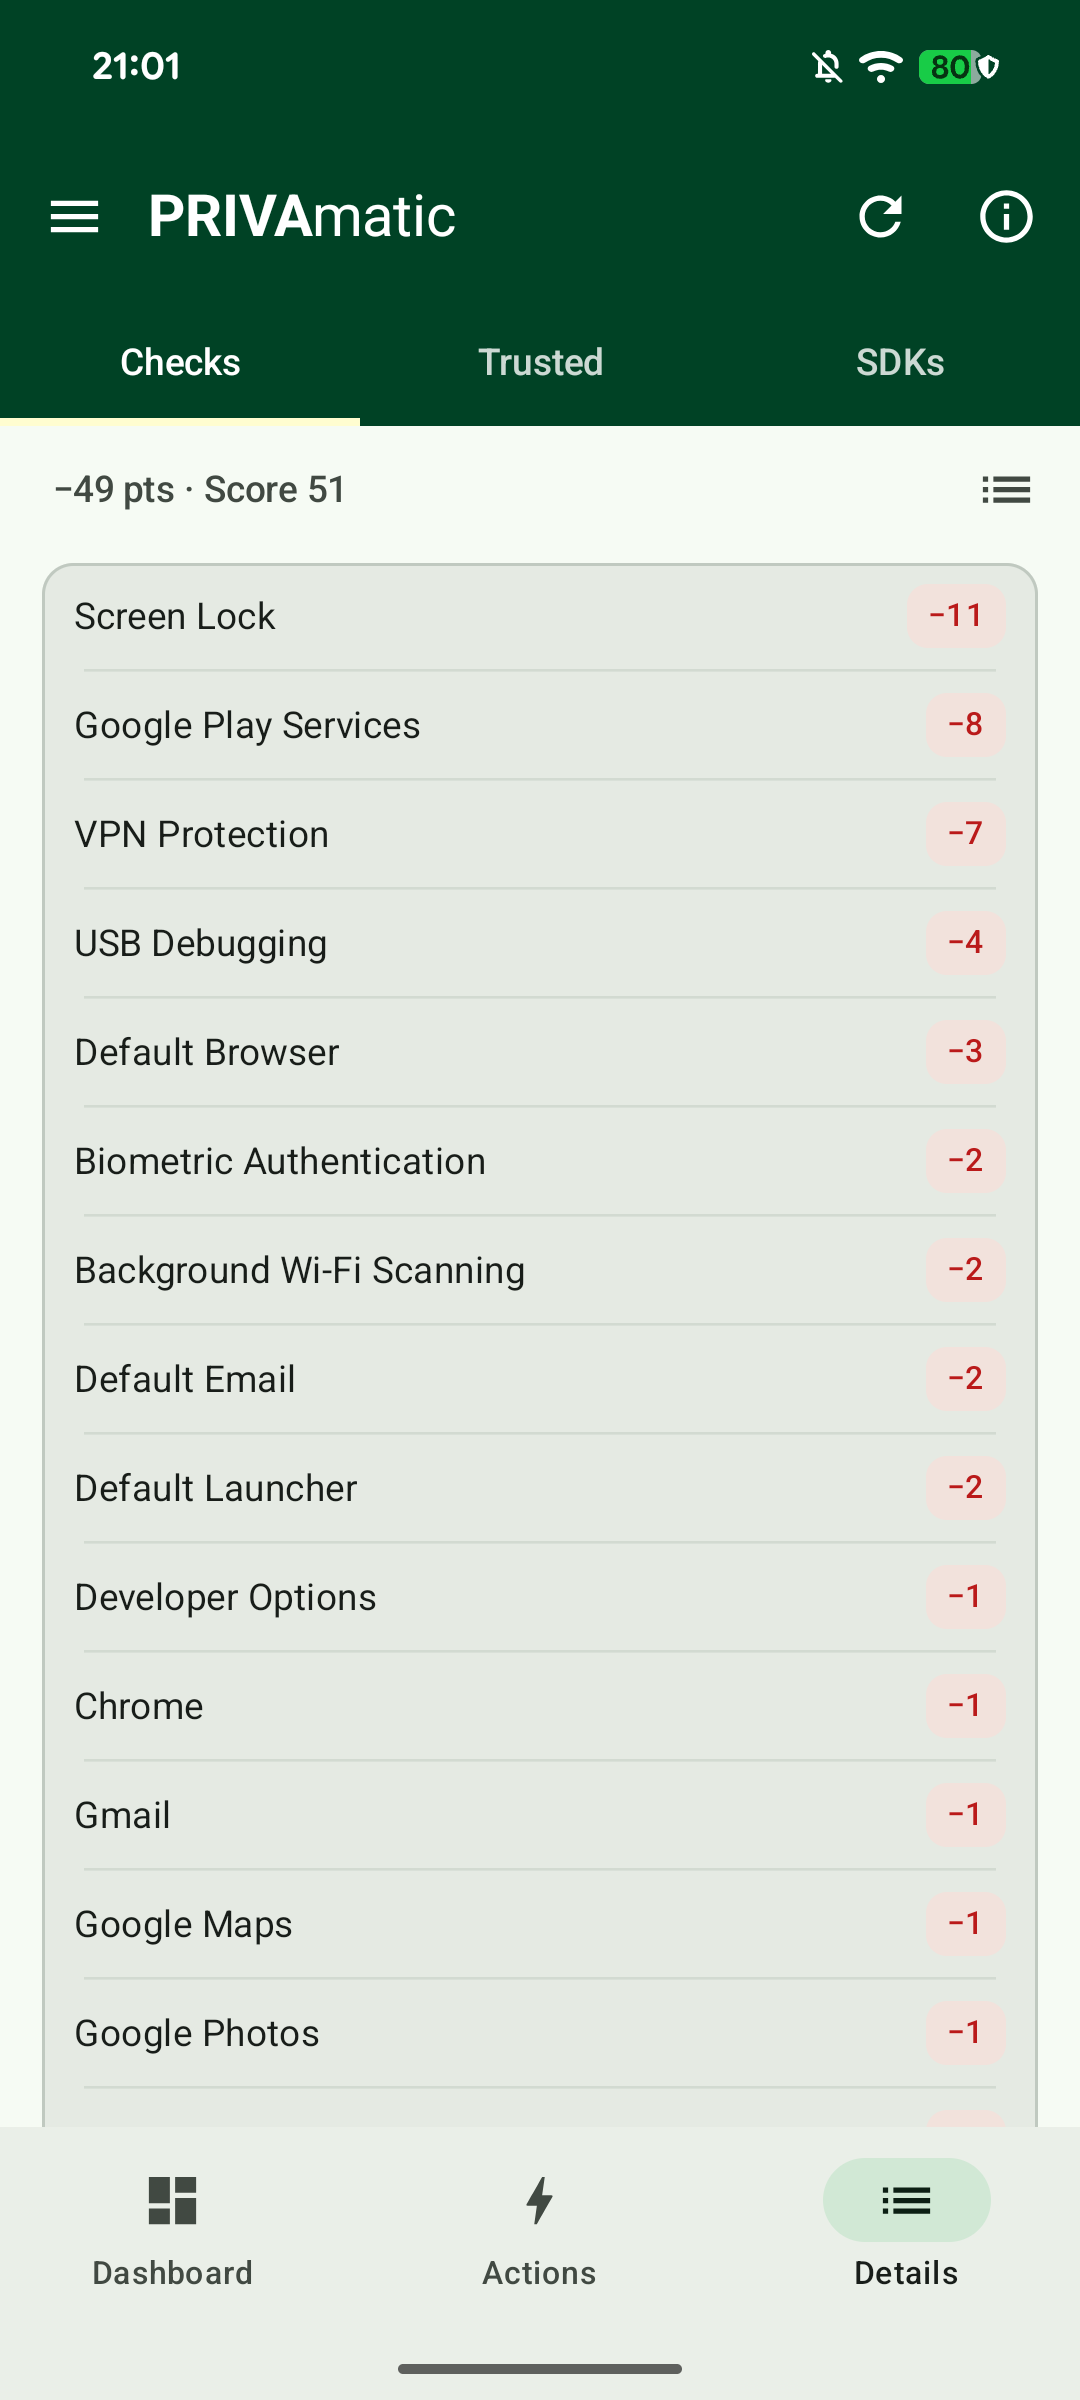 21:01
80
PRIVAmatic
Checks
Trusted
SDKs
−49 pts · Score 51
Screen Lock
−11
Google Play Services
−8
VPN Protection
−7
USB Debugging
−4
Default Browser
−3
Biometric Authentication
−2
Background Wi-Fi Scanning
−2
Default Email
−2
Default Launcher
−2
Developer Options
−1
Chrome
−1
Gmail
−1
Google Maps
−1
Google Photos
−1
Dashboard
Actions
Details